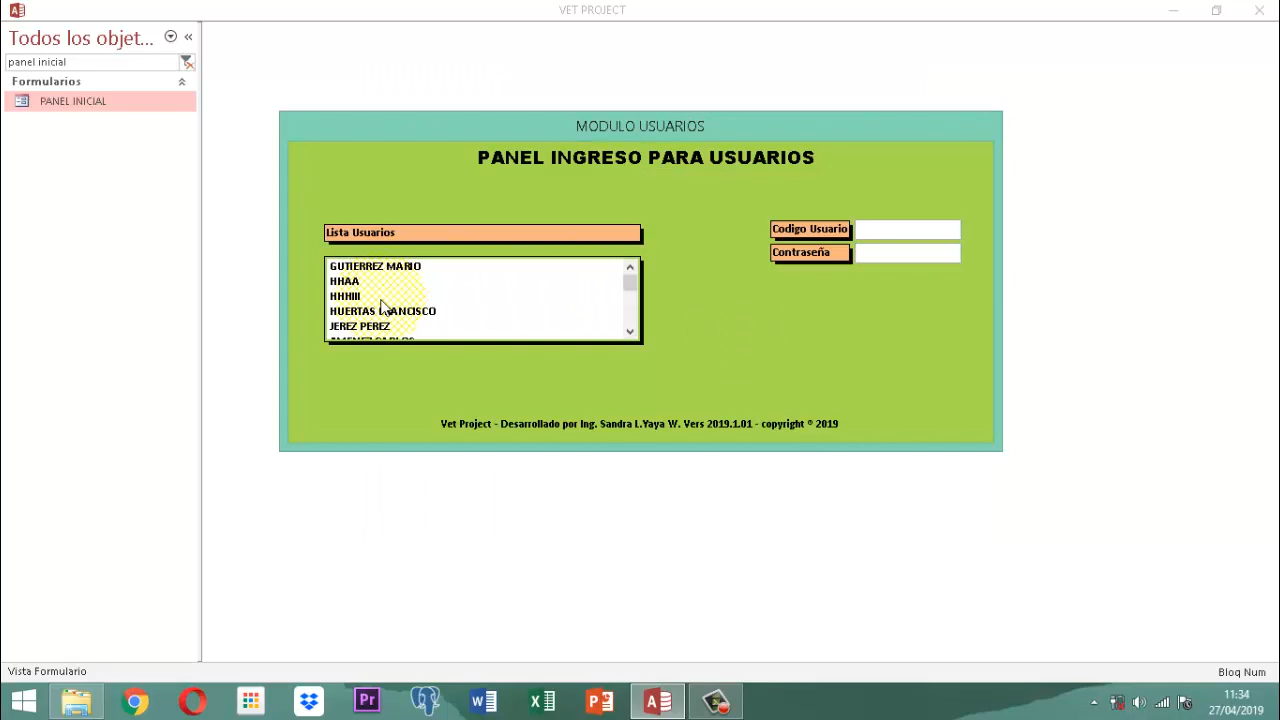 VET PROJECT
Todos los objet...
panel inicial
Formularios
PANEL INICIAL
MODULO USUARIOS
PANEL INGRESO PARA USUARIOS
Lista Usuarios
GUTIERREZ MARIO
HHAA
HHHIII
HUERTAS
JEREZ PEREZ
Codigo Usuario
Contraseña
Vet Project - Desarrollado por Ing. Sandra L.Yaya W. Vers 2019.1.01 - copyright ® 2019
Vista Formulario
Bloq Num
Pr
11:34
27/04/2019